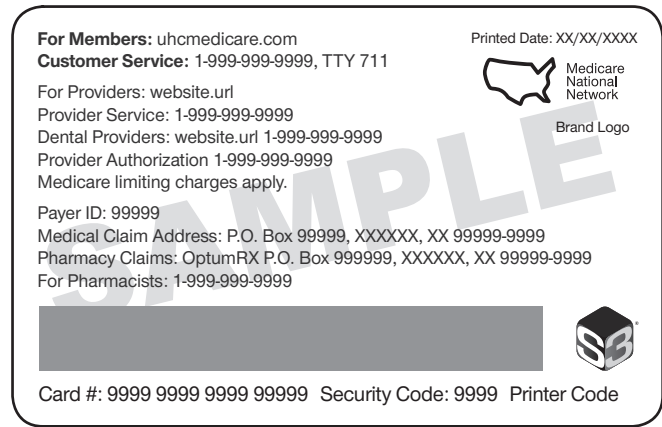 For Members: uhcmedicare.com
Customer Service: 1-999-999-9999, TTY 711
Printed Date: XX/XX/XXXX
Medicare
National
Network
Brand Logo
For Providers: website.url
Provider Service: 1-999-999-9999
Dental Providers: website.url 1-999-999-9999
Provider Authorization 1-999-999-9999
Medicare limiting charges apply.
Payer ID: 99999
Medical Claim Address: P.O. Box 99999, XXXXXX, XX 99999-9999
Pharmacy Claims: OptumRX P.O. Box 999999, XXXXXX, XX 99999-9999
For Pharmacists: 1-999-999-9999
SAMPLE
S3
Card #: 9999 9999 9999 99999 Security Code: 9999 Printer Code